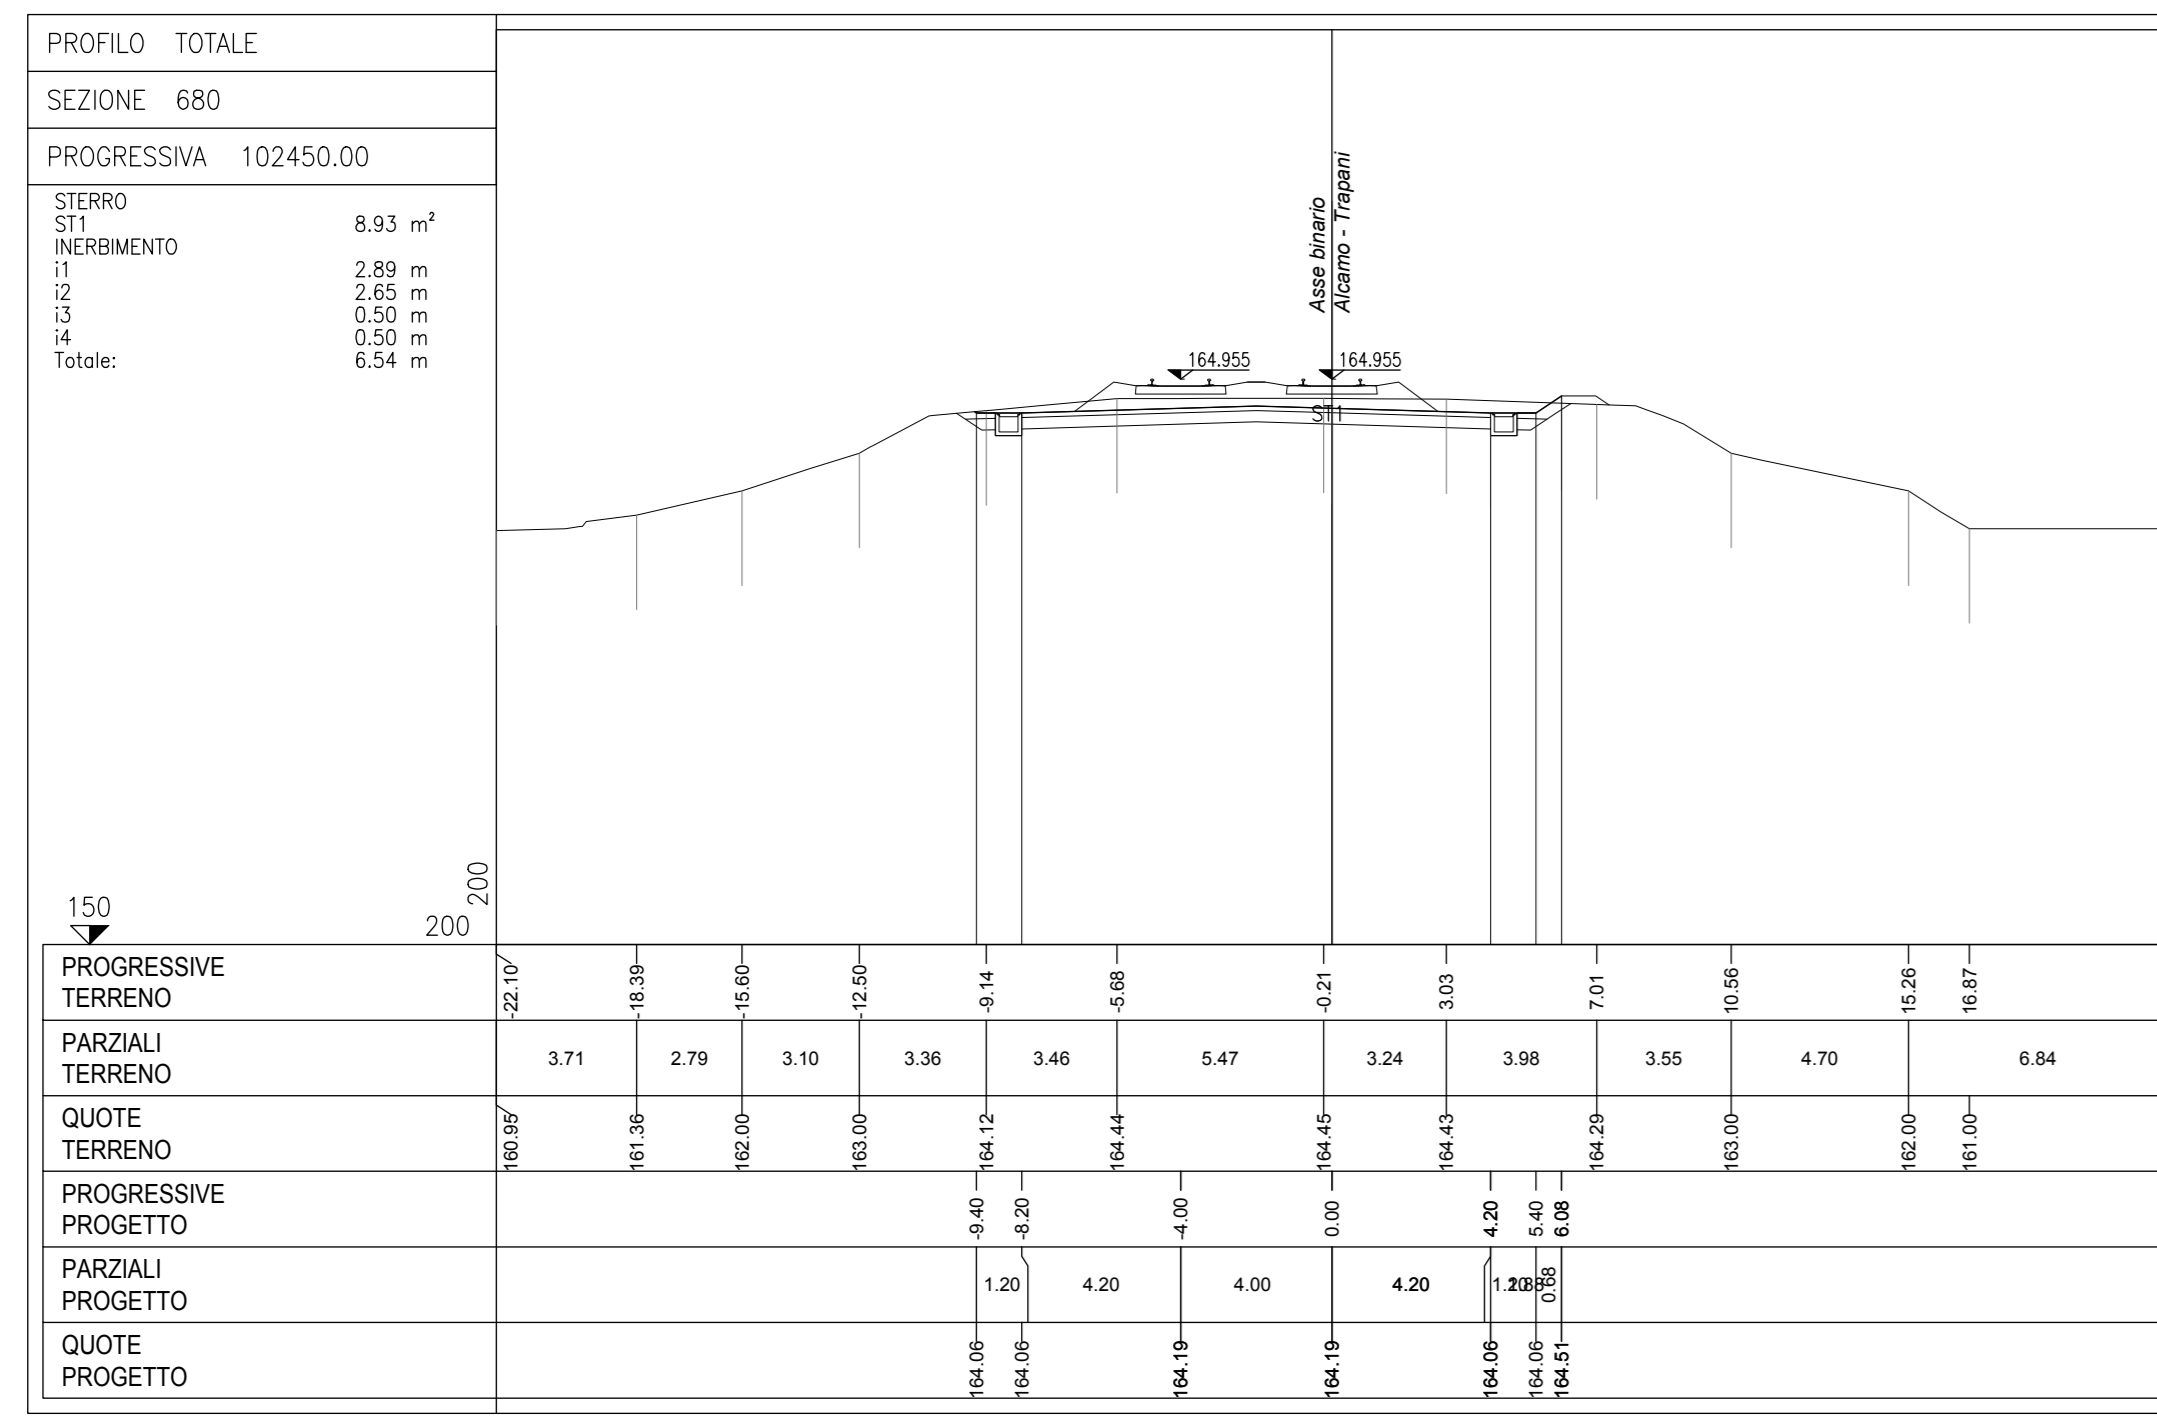 PROFILO TOTALE
SEZIONE 680
PROGRESSIVA 102450.00
STERRO
ST1 8.93 m²
INERBIMENTO
i1 2.89 m
i2 2.65 m
i3 0.50 m
i4 0.50 m
Totale: 6.54 m
Asse binario
Alcamo - Trapani
164.955 164.955
ST1
200
150
200
PROGRESSIVE
TERRENO
-22.10 -18.39 -15.60 -12.50 -9.14 -5.68 -0.21 3.03 7.01 10.56 15.26 16.87
PARZIALI
TERRENO
3.71 2.79 3.10 3.36 3.46 5.47 3.24 3.98 3.55 4.70 6.84
QUOTE
TERRENO
160.95 161.36 162.00 163.00 164.12 164.44 164.45 164.43 164.29 163.00 162.00 161.00
PROGRESSIVE
PROGETTO
-9.40 -8.20 -4.00 0.00 4.20 5.40 6.08
PARZIALI
PROGETTO
1.20 4.20 4.00 4.20 0.68
QUOTE
PROGETTO
164.06 164.06 164.19 164.19 164.06 164.06 164.51